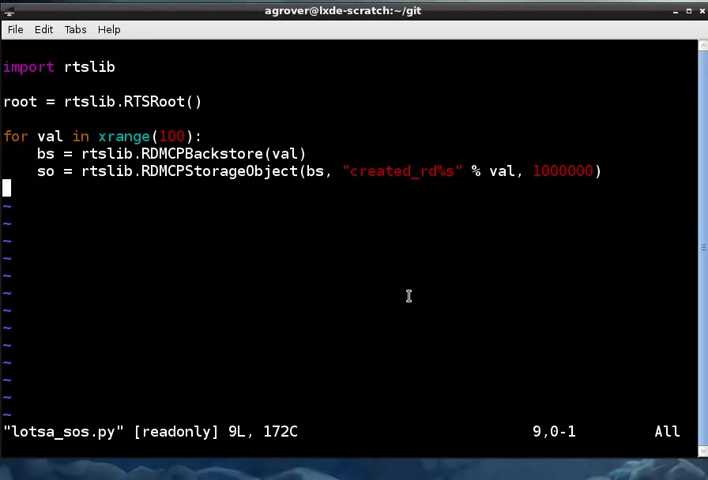 agrover@lxde-scratch:~/git
File Edit Tabs Help
import rtslib
root = rtslib.RTSRoot()
for val in xrange(100):
    bs = rtslib.RDMCPBackstore(val)
    so = rtslib.RDMCPStorageObject(bs, "created_rd%s" % val, 1000000)
~
~
~
~
~
~
~
~
~
~
~
~
~
"lotsa_sos.py" [readonly] 9L, 172C 9,0-1 All